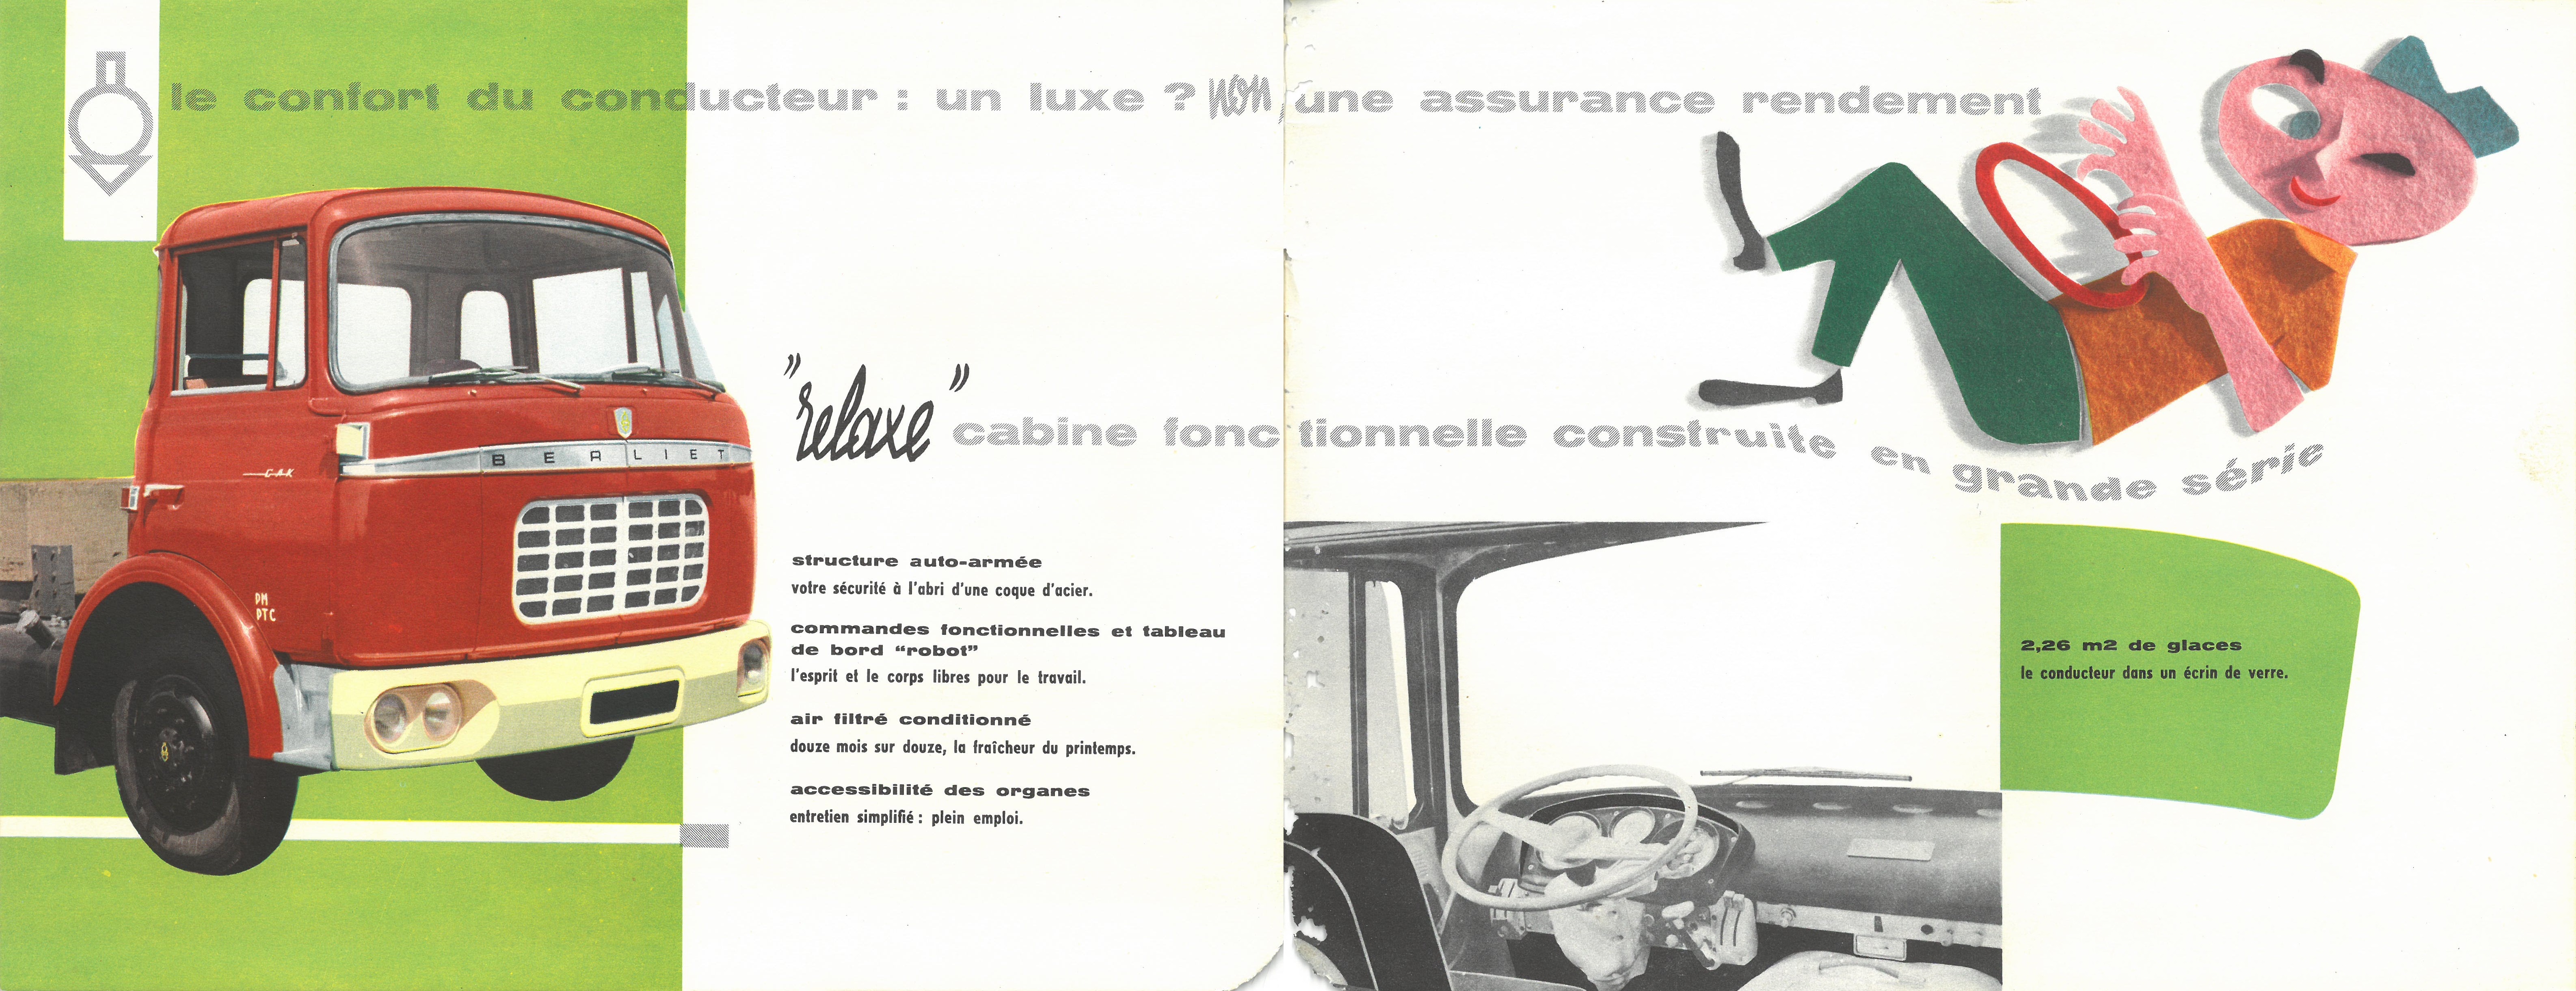 le confort du conducteur : un luxe ? non, une assurance rendement
"relaxe" cabine fonctionnelle construite en grande série
BERLIET
GAK
PM
PTC
structure auto-armée
votre sécurité à l'abri d'une coque d'acier.
commandes fonctionnelles et tableau
de bord “robot”
l'esprit et le corps libres pour le travail.
air filtré conditionné
douze mois sur douze, la fraîcheur du printemps.
accessibilité des organes
entretien simplifié : plein emploi.
2,26 m2 de glaces
le conducteur dans un écrin de verre.